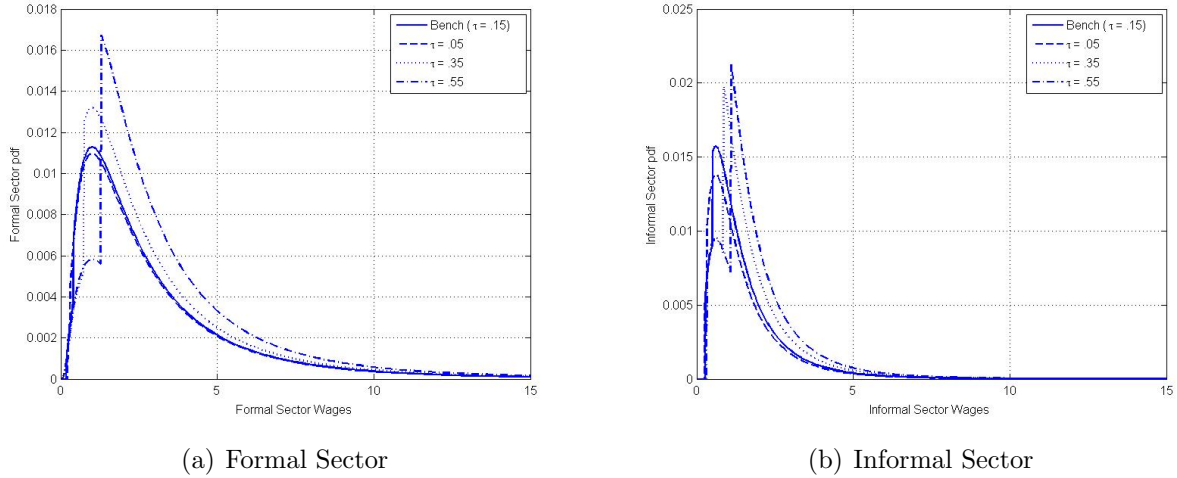 0.018
0.016
0.014
0.012
0.01
0.008
0.006
0.004
0.002
0
Formal Sector pdf
Bench ( τ = .15)
τ = .05
τ = .35
τ = .55
0
5
10
15
Formal Sector Wages
(a) Formal Sector
0.025
0.02
0.015
0.01
0.005
0
Informal Sector pdf
Bench ( τ = .15)
τ = .05
τ = .35
τ = .55
0
5
10
15
Informal Sector Wages
(b) Informal Sector